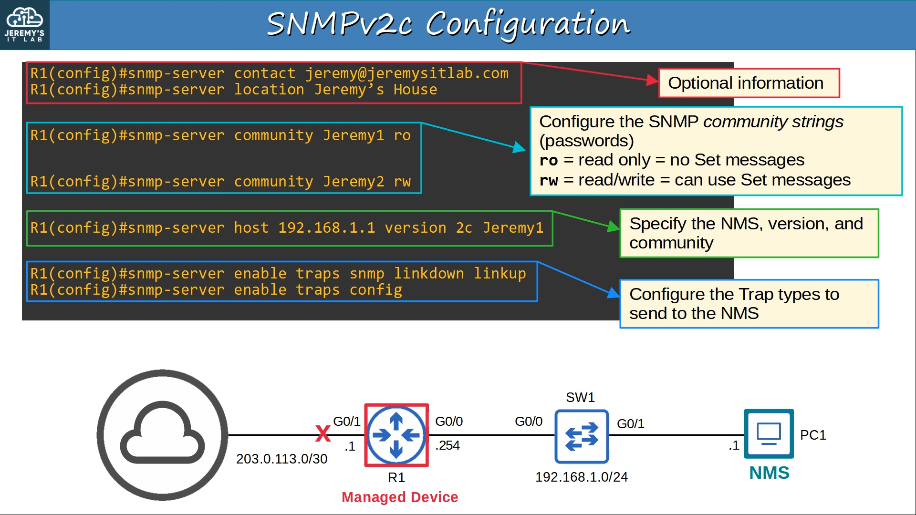 JEREMY'S
IT LAB
SNMPv2c Configuration
R1(config)#snmp-server contact jeremy@jeremysitlab.com
R1(config)#snmp-server location Jeremy's House
Optional information
R1(config)#snmp-server community Jeremy1 ro
R1(config)#snmp-server community Jeremy2 rw
Configure the SNMP community strings
(passwords)
ro = read only = no Set messages
rw = read/write = can use Set messages
R1(config)#snmp-server host 192.168.1.1 version 2c Jeremy1
Specify the NMS, version, and
community
R1(config)#snmp-server enable traps snmp linkdown linkup
R1(config)#snmp-server enable traps config
Configure the Trap types to
send to the NMS
SW1
X G0/1 G0/0 G0/0 G0/1
.1 .254 .1 PC1
203.0.113.0/30
R1
192.168.1.0/24
NMS
Managed Device